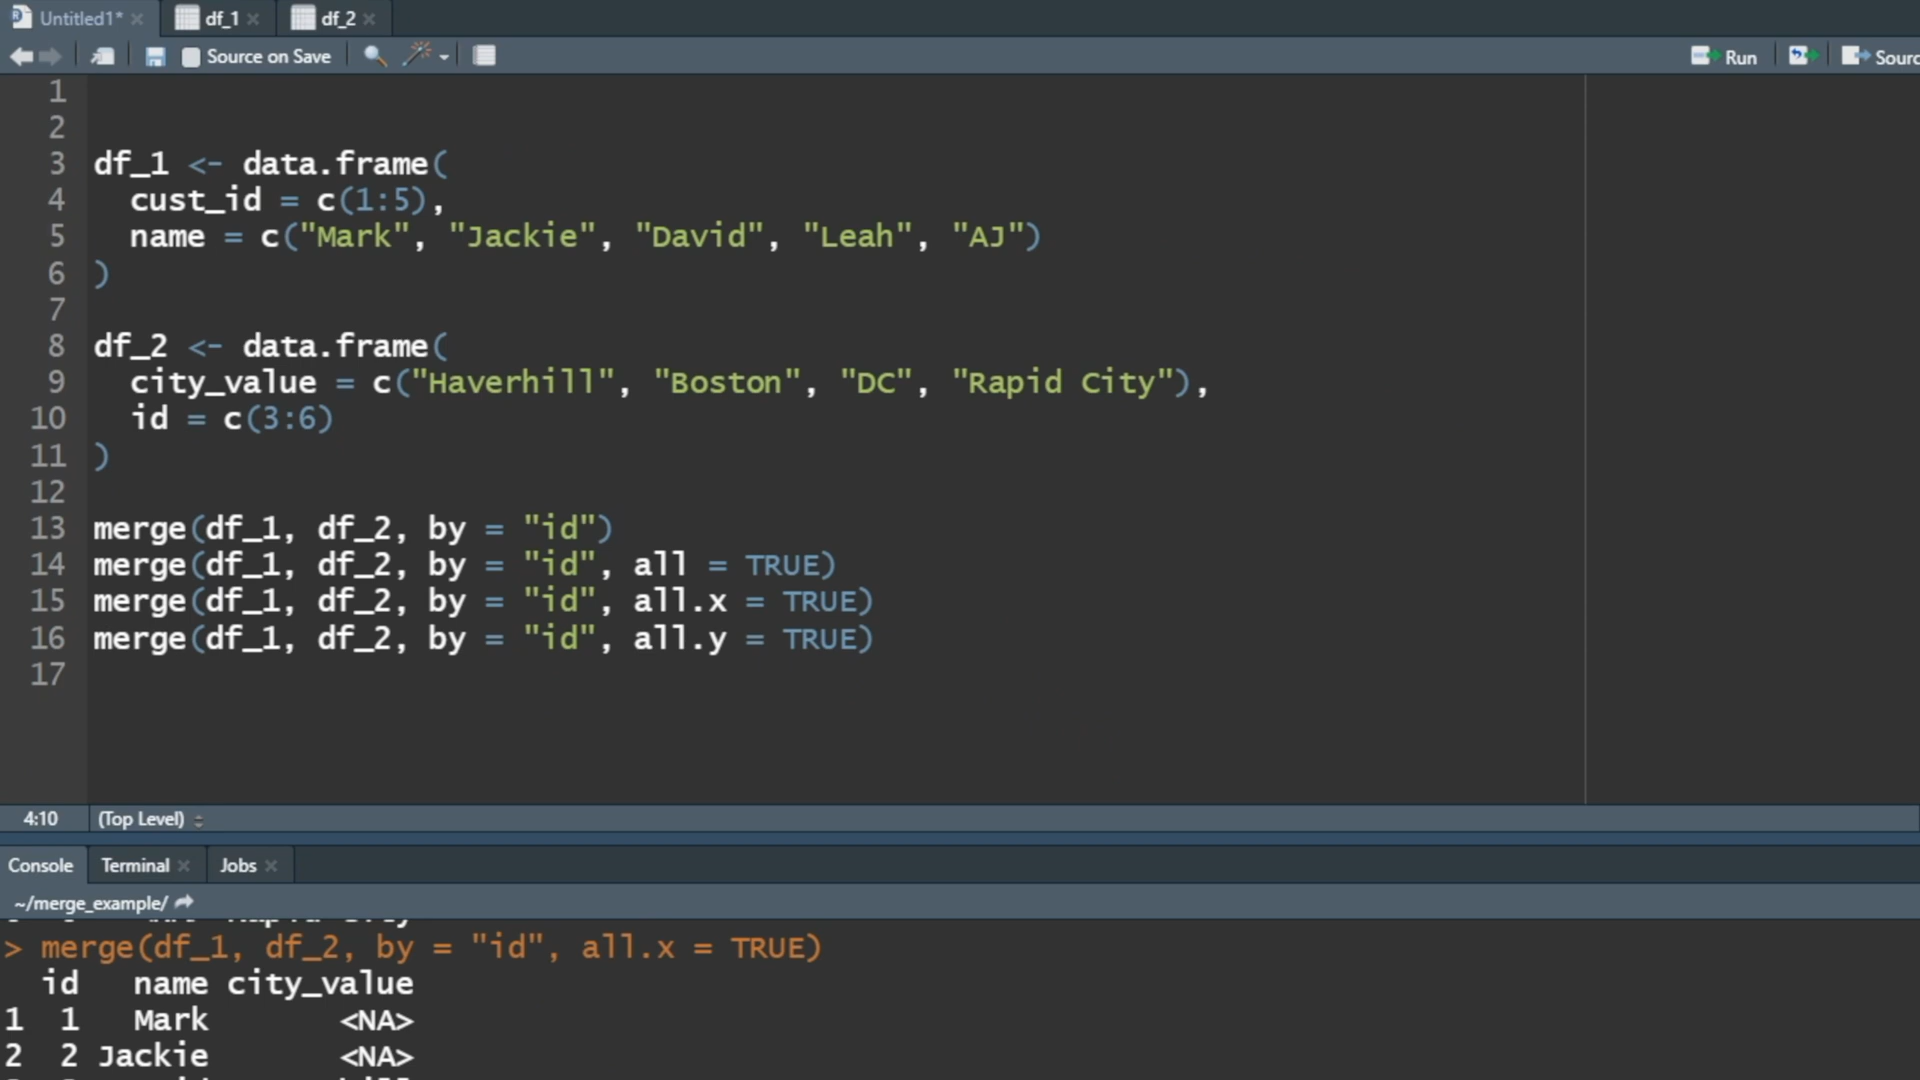 Untitled1* df_1 df_2
Source on Save Run Sourc
1
2
3 df_1 <- data.frame(
4 cust_id = c(1:5),
5 name = c("Mark", "Jackie", "David", "Leah", "AJ")
6 )
7
8 df_2 <- data.frame(
9 city_value = c("Haverhill", "Boston", "DC", "Rapid City"),
10 id = c(3:6)
11 )
12
13 merge(df_1, df_2, by = "id")
14 merge(df_1, df_2, by = "id", all = TRUE)
15 merge(df_1, df_2, by = "id", all.x = TRUE)
16 merge(df_1, df_2, by = "id", all.y = TRUE)
17
4:10 (Top Level)
Console Terminal Jobs
~/merge_example/
> merge(df_1, df_2, by = "id", all.x = TRUE)
id name city_value
1 1 Mark <NA>
2 2 Jackie <NA>